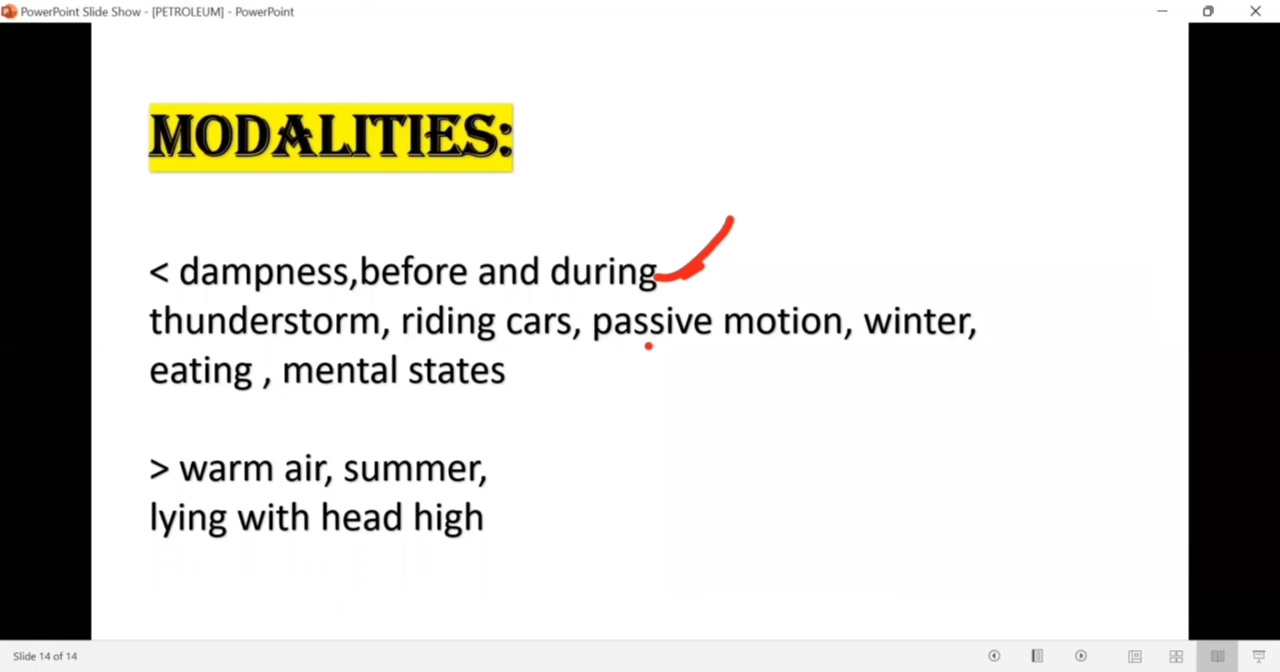 PowerPoint Slide Show - [PETROLEUM] - PowerPoint
MODALITIES:
< dampness,before and during
thunderstorm, riding cars, passive motion, winter,
eating , mental states
> warm air, summer,
lying with head high
Slide 14 of 14